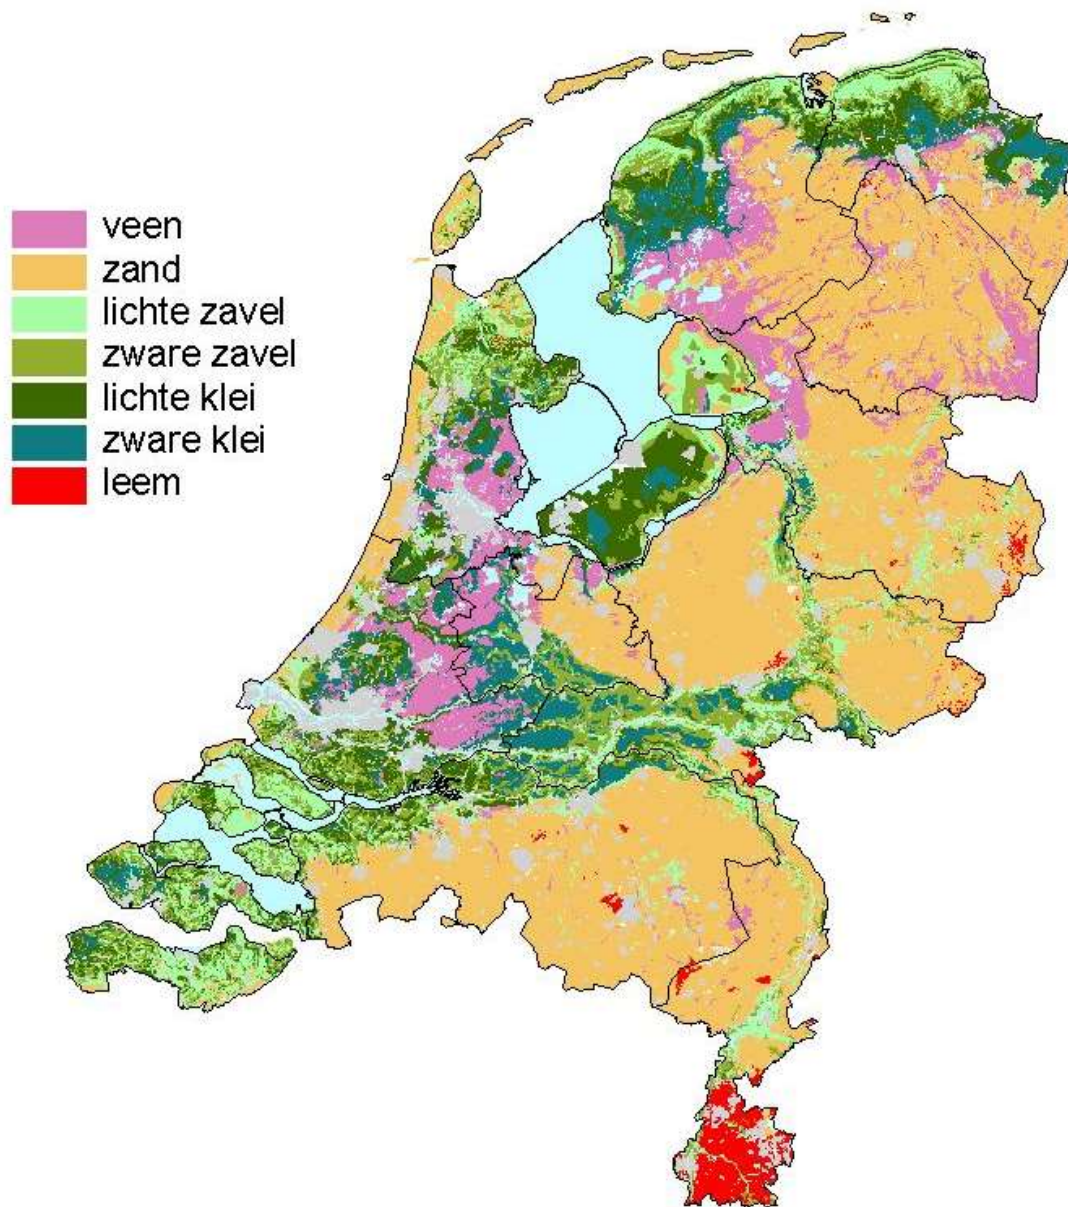 veen
zand
lichte zavel
zware zavel
lichte klei
zware klei
leem